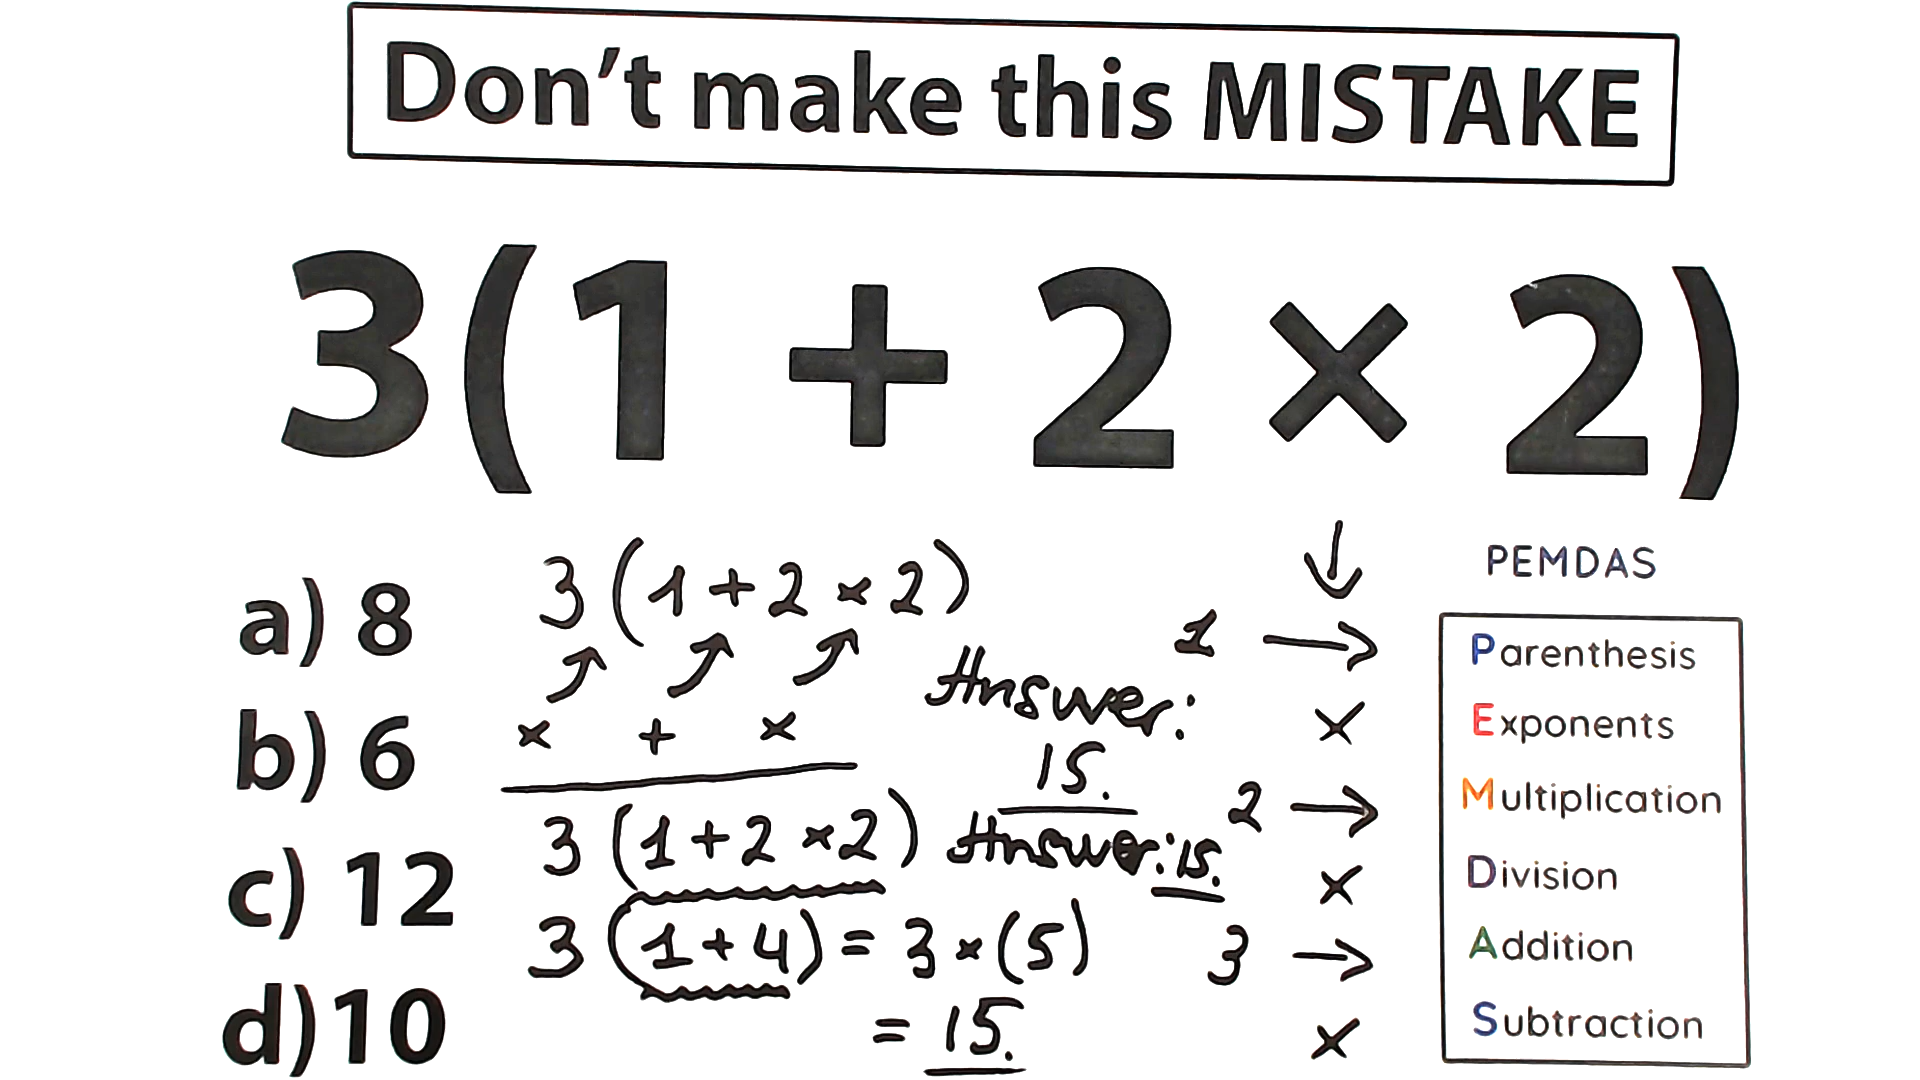 Don't make this MISTAKE
3(1 + 2 × 2)
a) 8
b) 6
c) 12
d) 10
3(1+2×2)
× + ×
Answer:
15.
3(1+2×2) Answer: 15.
3(1+4) = 3×(5)
= 15.
PEMDAS
1 → Parenthesis
× Exponents
2 → Multiplication
× Division
3 → Addition
× Subtraction